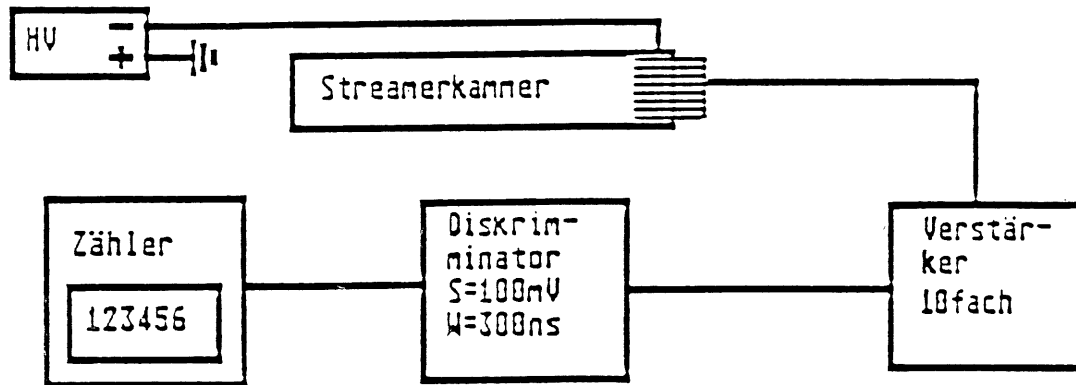 HV - +
Streamerkammer
Zähler
123456
Diskrim-
minator
S=100mV
W=300ns
Verstär-
ker
10fach